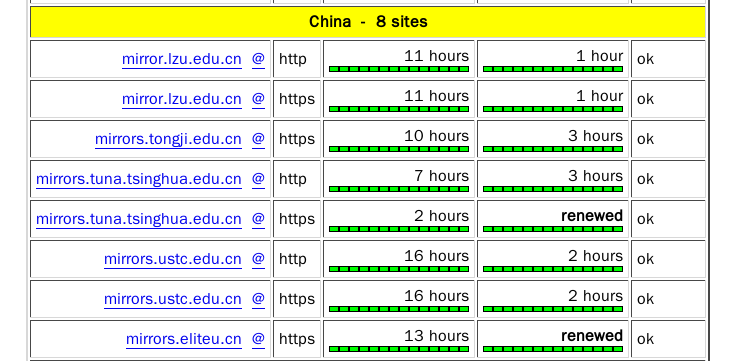 China - 8 sites
mirror.lzu.edu.cn @ http 11 hours 1 hour ok
mirror.lzu.edu.cn @ https 11 hours 1 hour ok
mirrors.tongji.edu.cn @ https 10 hours 3 hours ok
mirrors.tuna.tsinghua.edu.cn @ http 7 hours 3 hours ok
mirrors.tuna.tsinghua.edu.cn @ https 2 hours renewed ok
mirrors.ustc.edu.cn @ http 16 hours 2 hours ok
mirrors.ustc.edu.cn @ https 16 hours 2 hours ok
mirrors.eliteu.cn @ https 13 hours renewed ok